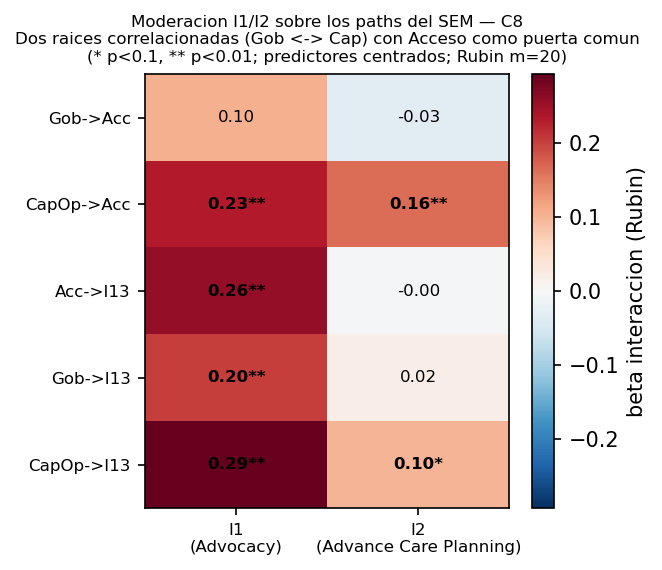 Moderacion I1/I2 sobre los paths del SEM — C8
Dos raices correlacionadas (Gob <-> Cap) con Acceso como puerta comun
(* p<0.1, ** p<0.01; predictores centrados; Rubin m=20)
Gob->Acc
0.10
-0.03
CapOp->Acc
0.23**
0.16**
Acc->I13
0.26**
-0.00
Gob->I13
0.20**
0.02
CapOp->I13
0.29**
0.10*
I1
(Advocacy)
I2
(Advance Care Planning)
0.2
0.1
0.0
−0.1
−0.2
beta interaccion (Rubin)